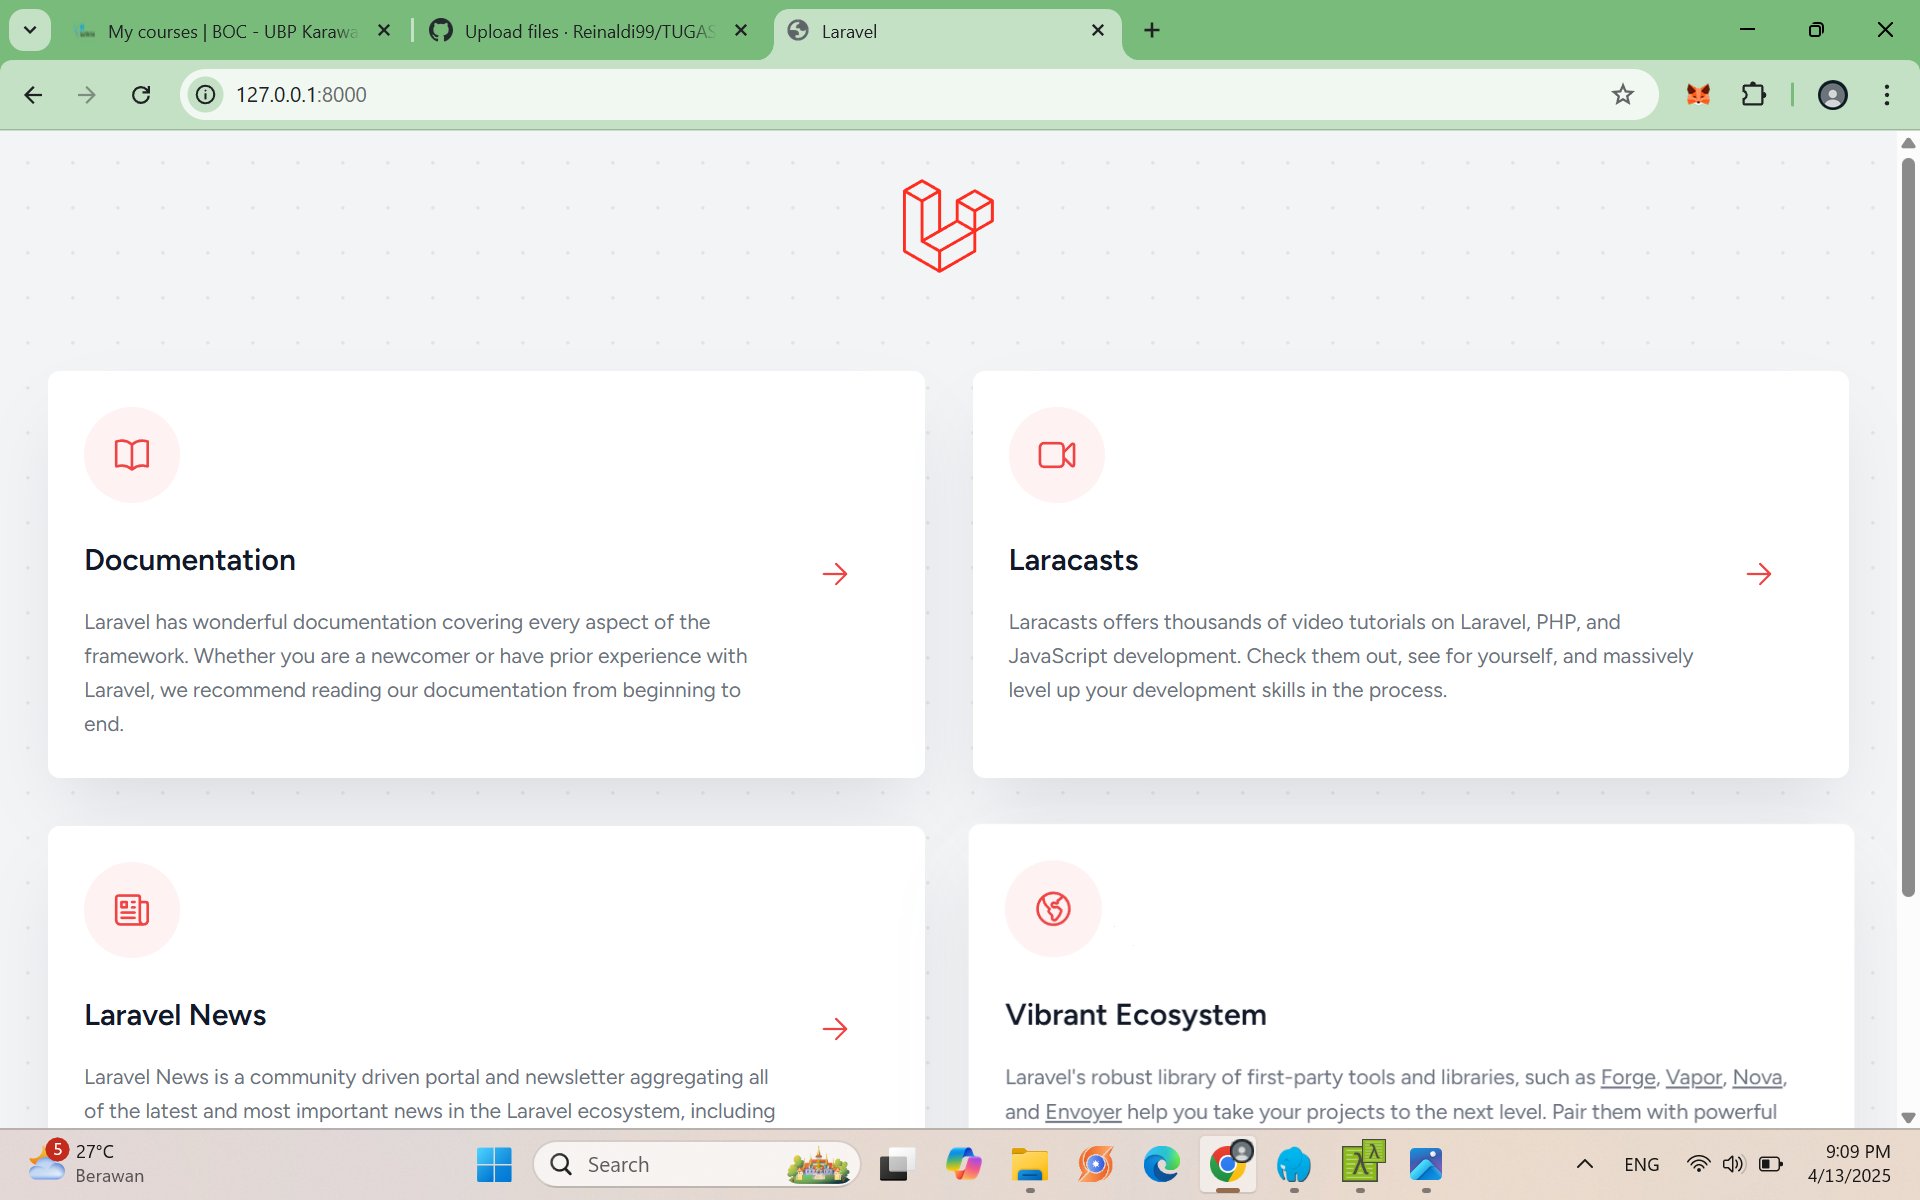 My courses | BOC - UBP Karawa
Upload files · Reinaldi99/TUGAS
Laravel
127.0.0.1:8000
Documentation
Laravel has wonderful documentation covering every aspect of the
framework. Whether you are a newcomer or have prior experience with
Laravel, we recommend reading our documentation from beginning to
end.
Laracasts
Laracasts offers thousands of video tutorials on Laravel, PHP, and
JavaScript development. Check them out, see for yourself, and massively
level up your development skills in the process.
Laravel News
Laravel News is a community driven portal and newsletter aggregating all
of the latest and most important news in the Laravel ecosystem, including
Vibrant Ecosystem
Laravel's robust library of first-party tools and libraries, such as Forge, Vapor, Nova,
and Envoyer help you take your projects to the next level. Pair them with powerful
5
27°C
Berawan
Search
λ
λ
ENG
9:09 PM
4/13/2025